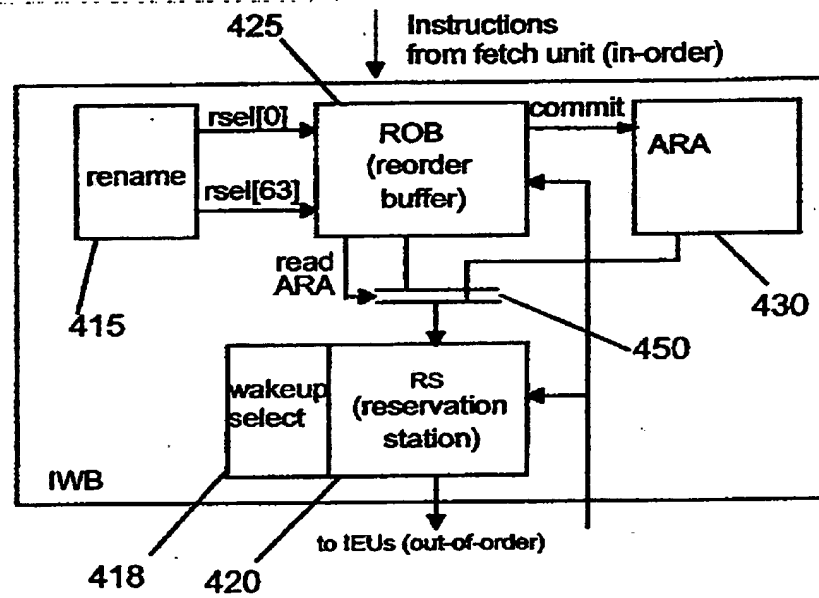 425
Instructions
from fetch unit (in-order)
rename
rsel[0]
rsel[63]
ROB
(reorder
buffer)
commit
ARA
read
ARA
415
430
450
wakeup
select
RS
(reservation
station)
IWB
to IEUs (out-of-order)
418
420